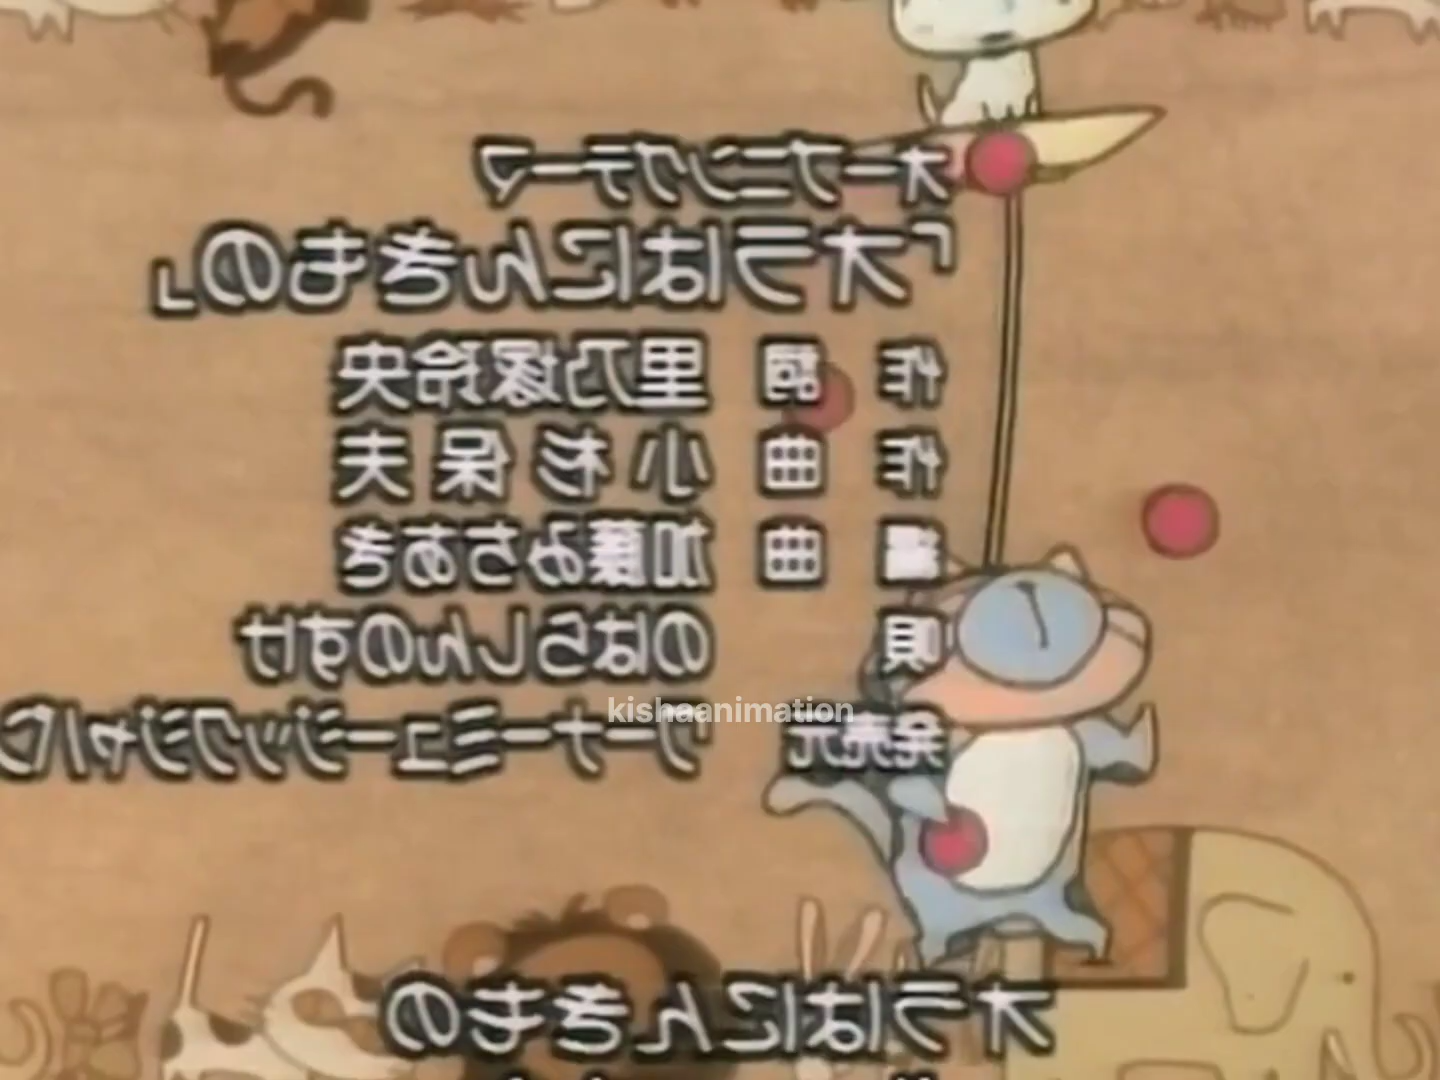 オープニングテーマ
「オラはにんきもの」
作 詞 里乃塚玲央
作 曲 小杉保夫
編 曲 加藤みちあき
唄 のはらしんのすけ
発売元 ワーナーミュージックジャパン
kishaanimation
オラはにんきもの